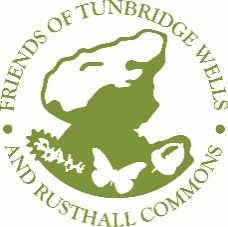 FRIENDS OF TUNBRIDGE WELLS
AND RUSTHALL COMMONS